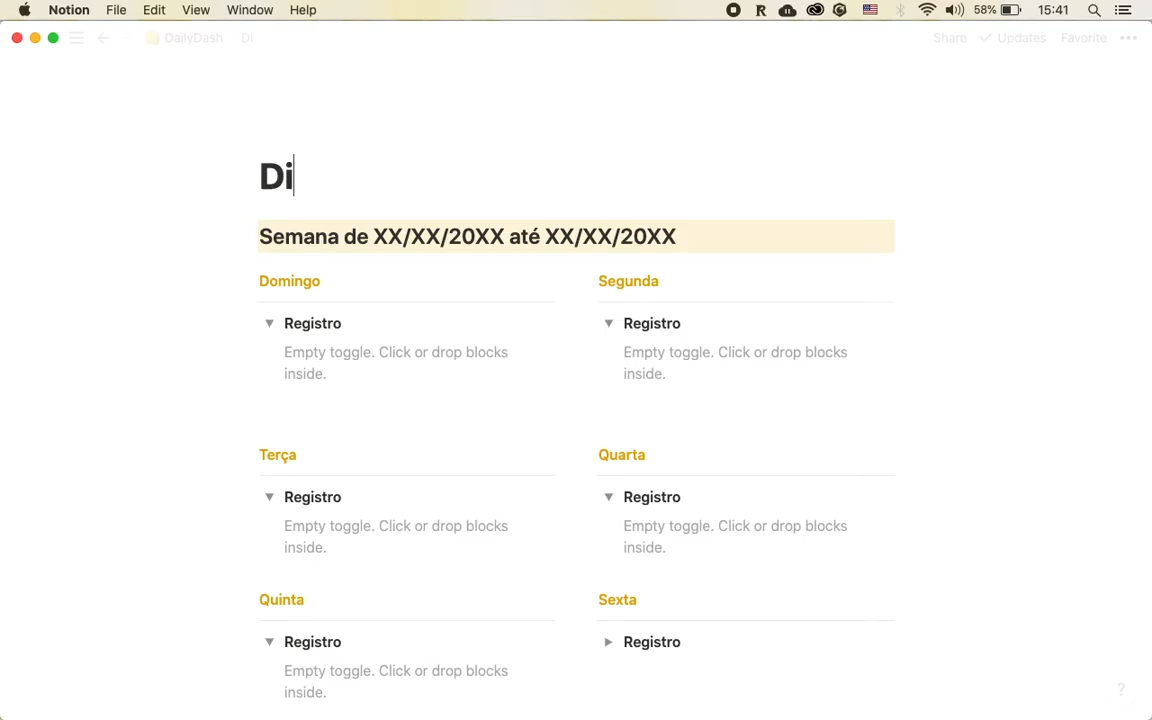 Notion File Edit View Window Help 58% 15:41
DailyDash Di Share Updates Favorite
Di
Semana de XX/XX/20XX até XX/XX/20XX
Domingo
Registro
Empty toggle. Click or drop blocks
inside.
Segunda
Registro
Empty toggle. Click or drop blocks
inside.
Terça
Registro
Empty toggle. Click or drop blocks
inside.
Quarta
Registro
Empty toggle. Click or drop blocks
inside.
Quinta
Registro
Empty toggle. Click or drop blocks
inside.
Sexta
Registro
?